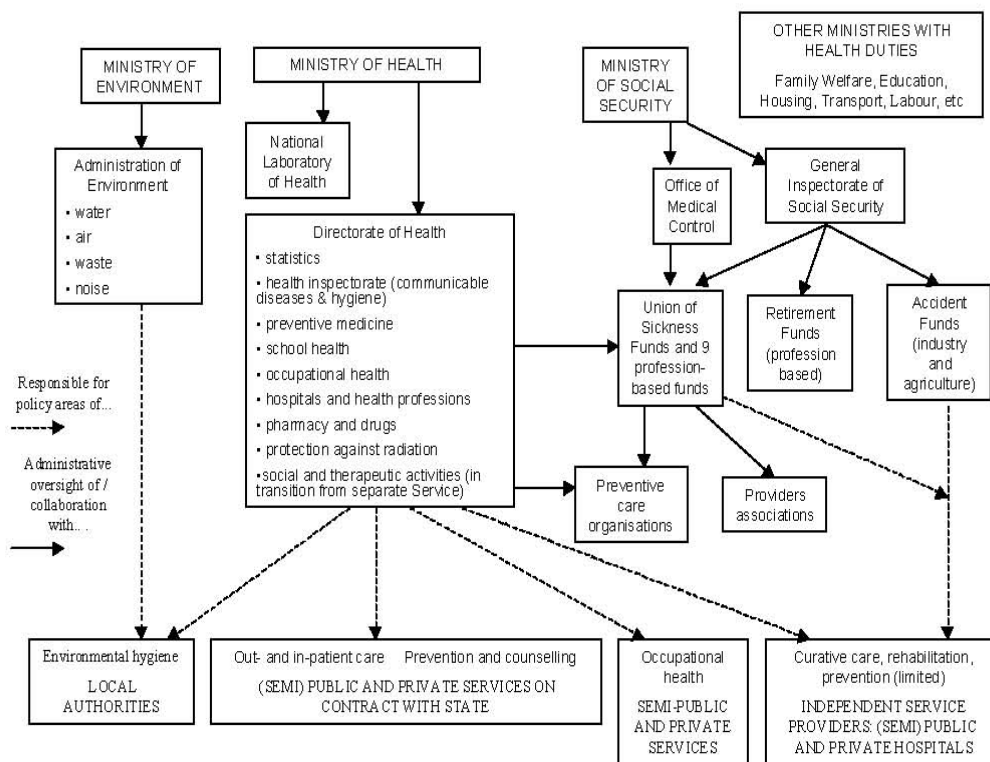 MINISTRY OF
ENVIRONMENT
MINISTRY OF HEALTH
MINISTRY
OF SOCIAL
SECURITY
OTHER MINISTRIES WITH
HEALTH DUTIES
Family Welfare, Education,
Housing, Transport, Labour, etc
Administration of
Environment
▪ water
▪ air
▪ waste
▪ noise
National
Laboratory
of Health
Office of
Medical
Control
General
Inspectorate of
Social Security
Directorate of Health
▪ statistics
▪ health inspectorate (communicable
diseases & hygiene)
▪ preventive medicine
▪ school health
▪ occupational health
▪ hospitals and health professions
▪ pharmacy and drugs
▪ protection against radiation
▪social and therapeutic activities (in
transition from separate Service)
Union of
Sickness
Funds and 9
profession-
based funds
Retirement
Funds
(profession
based)
Accident
Funds
(industry
and
agriculture)
Responsible for
policy areas of...
Administrative
oversight of /
collaboration
with.. . .
Preventive
care
organisations
Providers
associations
Environmental hygiene
LOCAL
AUTHORITIES
Out- and in-patient care Prevention and counselling
(SEMI) PUBLIC AND PRIVATE SERVICES ON
CONTRACT WITH STATE
Occupational
health
SEMI-PUBLIC
AND PRIVATE
SERVICES
Curative care, rehabilitation,
prevention (limited)
INDEPENDENT SERVICE
PROVIDERS: (SEMI) PUBLIC
AND PRIVATE HOSPITALS